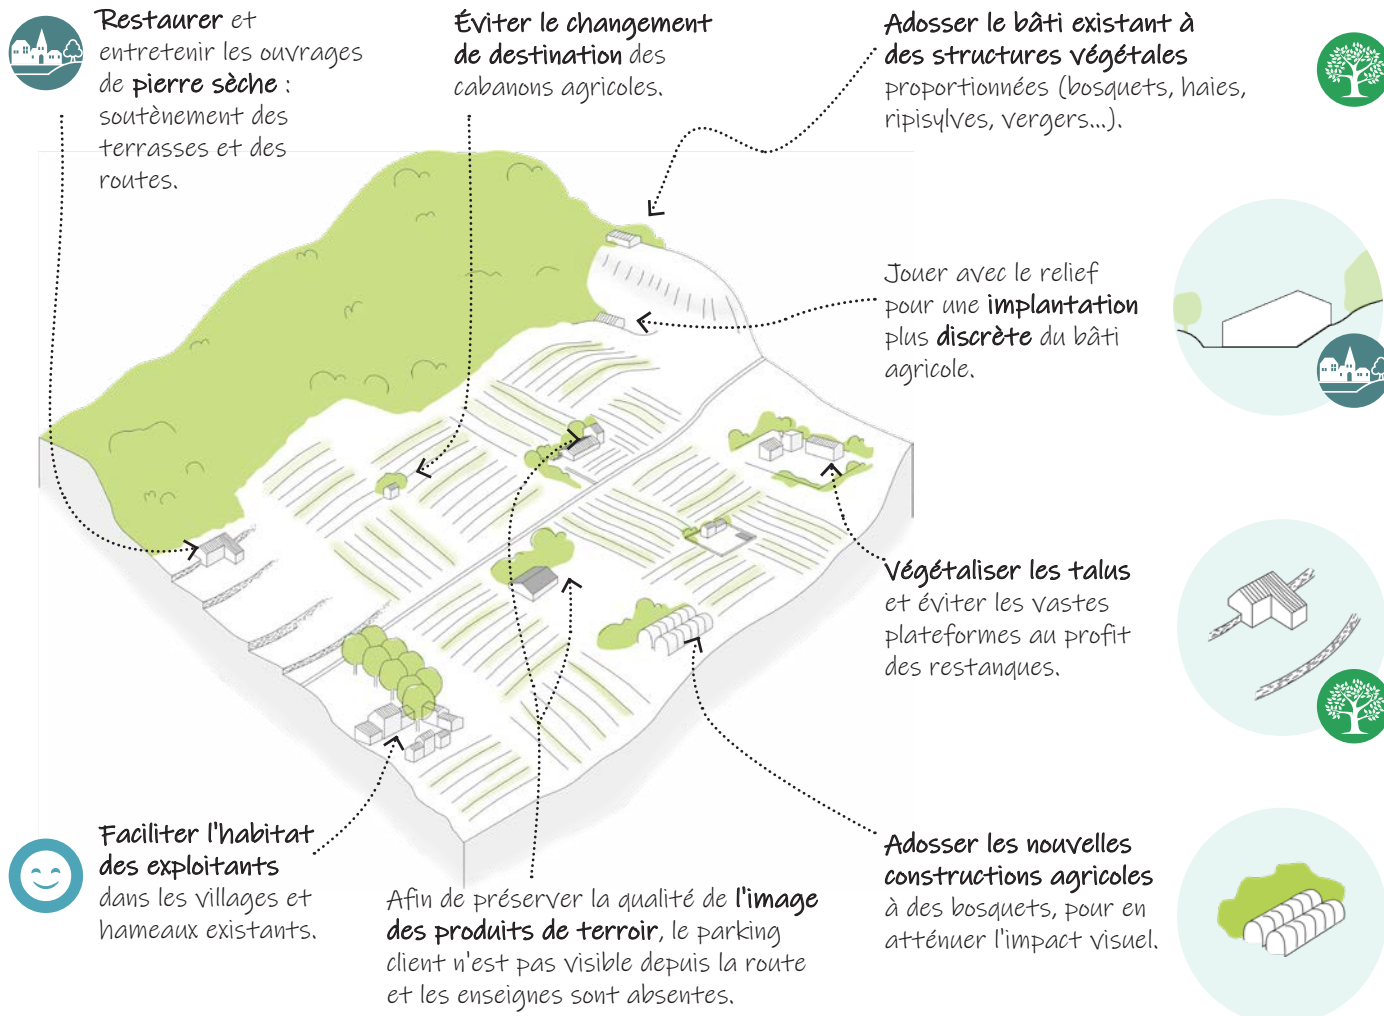 Restaurer et
entretenir les ouvrages
de pierre sèche :
soutènement des
terrasses et des
routes.
Éviter le changement
de destination des
cabanons agricoles.
Adosser le bâti existant à
des structures végétales
proportionnées (bosquets, haies,
ripisylves, vergers...).
Jouer avec le relief
pour une implantation
plus discrète du bâti
agricole.
Végétaliser les talus
et éviter les vastes
plateformes au profit
des restanques.
Faciliter l'habitat
des exploitants
dans les villages et
hameaux existants.
Afin de préserver la qualité de l'image
des produits de terroir, le parking
client n'est pas visible depuis la route
et les enseignes sont absentes.
Adosser les nouvelles
constructions agricoles
à des bosquets, pour en
atténuer l'impact visuel.